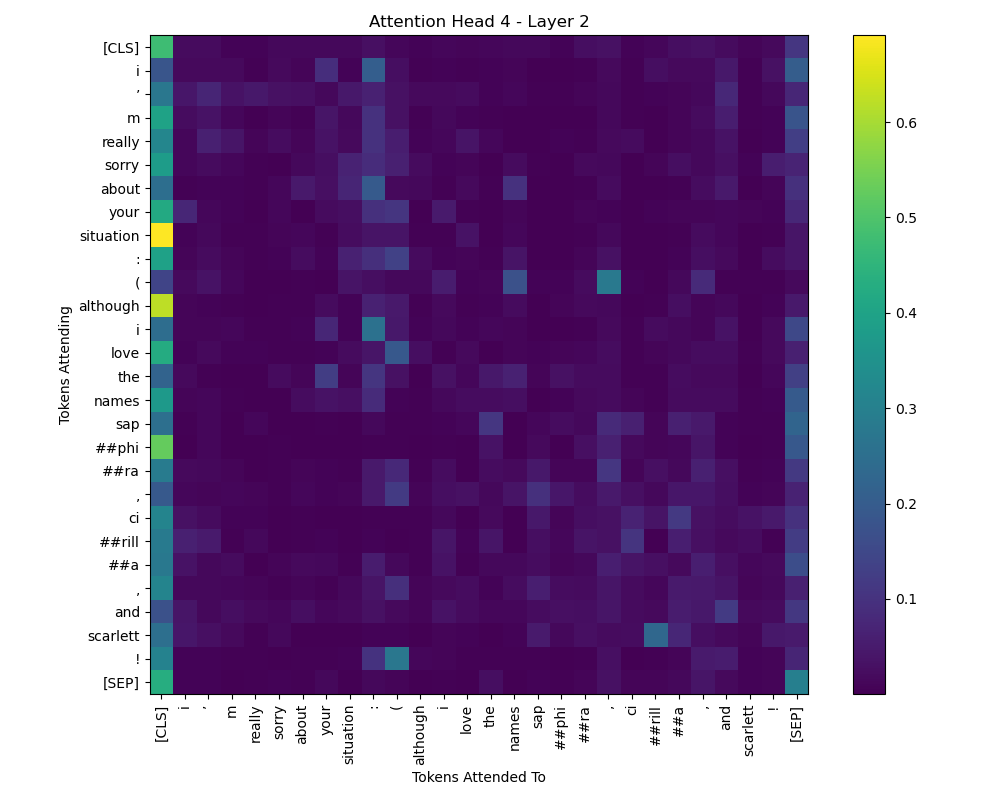 Attention Head 4 - Layer 2
Tokens Attending
[CLS]
i
’
m
really
sorry
about
your
situation
:
(
although
i
love
the
names
sap
##phi
##ra
,
ci
##rill
##a
,
and
scarlett
!
[SEP]
[CLS]
i
’
m
really
sorry
about
your
situation
:
(
although
i
love
the
names
sap
##phi
##ra
,
ci
##rill
##a
,
and
scarlett
!
[SEP]
Tokens Attended To
0.6
0.5
0.4
0.3
0.2
0.1